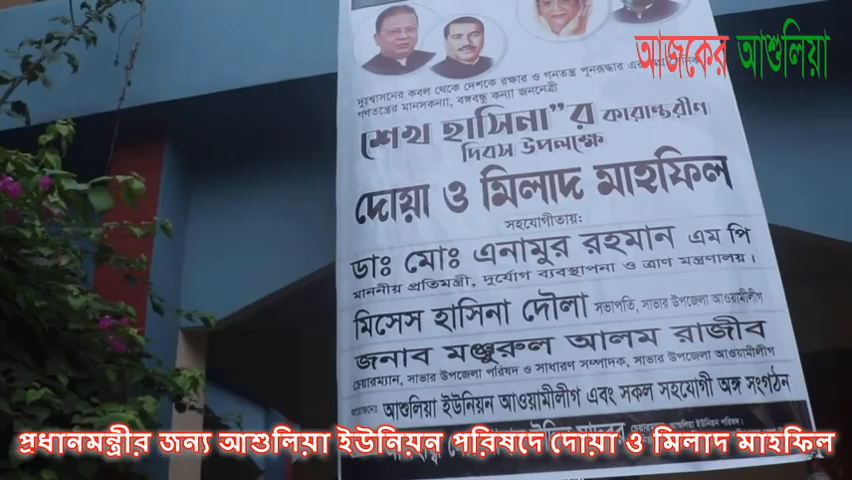 আজকের আশুলিয়া
দুঃশাসনের কবল থেকে দেশকে রক্ষার ও গনতন্ত্র পুনরুদ্ধার
গণতন্ত্রের মানসকন্যা, বঙ্গবন্ধু কন্যা জননেত্রী
শেখ হাসিনা"র কারান্তরীণ
দিবস উপলক্ষে
দোয়া ও মিলাদ মাহফিল
সহযোগীতায়:
ডাঃ মোঃ এনামুর রহমান এম পি
মাননীয় প্রতিমন্ত্রী, দুর্যোগ ব্যবস্থাপনা ও ত্রাণ মন্ত্রণালয়।
মিসেস হাসিনা দৌলা সভাপতি, সাভার উপজেলা আওয়ামীলীগ
জনাব মঞ্জুরুল আলম রাজীব
চেয়ারম্যান, সাভার উপজেলা পরিষদ ও সাধারণ সম্পাদক, সাভার উপজেলা আওয়ামীলীগ
আশুলিয়া ইউনিয়ন আওয়ামীলীগ এবং সকল সহযোগী অঙ্গ সংগঠন
প্রধানমন্ত্রীর জন্য আশুলিয়া ইউনিয়ন পরিষদে দোয়া ও মিলাদ মাহফিল